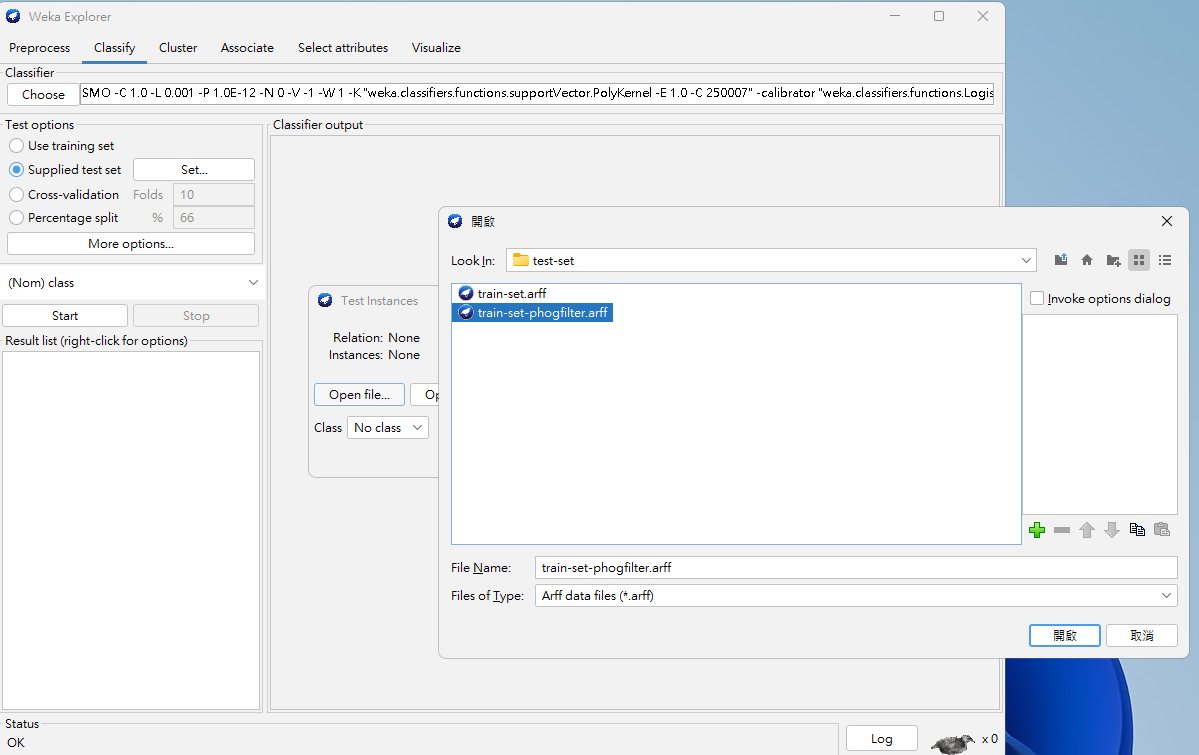 Weka Explorer
Preprocess Classify Cluster Associate Select attributes Visualize
Classifier
Choose SMO -C 1.0 -L 0.001 -P 1.0E-12 -N 0 -V -1 -W 1 -K "weka.classifiers.functions.supportVector.PolyKernel -E 1.0 -C 250007" -calibrator "weka.classifiers.functions.Logis
Test options
Use training set
Supplied test set Set...
Cross-validation Folds 10
Percentage split % 66
More options...
(Nom) class
Start Stop
Result list (right-click for options)
Classifier output
Test Instances
Relation: None
Instances: None
Open file... Op
Class No class
開啟
Look In: test-set
train-set.arff
train-set-phogfilter.arff
Invoke options dialog
File Name: train-set-phogfilter.arff
Files of Type: Arff data files (*.arff)
開啟 取消
Status
OK
Log x 0